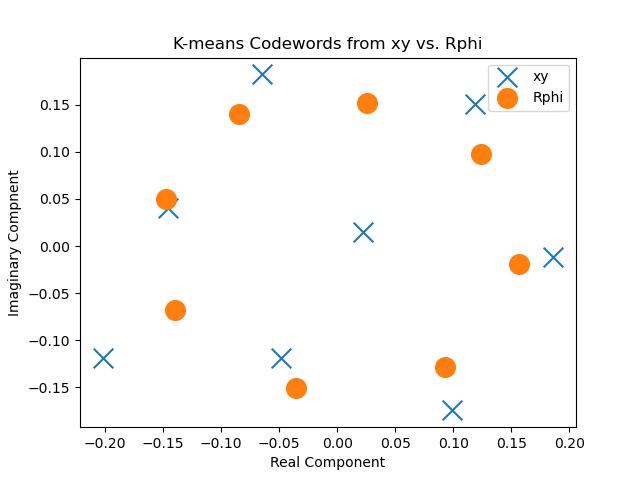 K-means Codewords from xy vs. Rphi
xy
Rphi
0.15
0.10
0.05
0.00
−0.05
−0.10
−0.15
Imaginary Compnent
−0.20 −0.15 −0.10 −0.05 0.00 0.05 0.10 0.15 0.20
Real Component